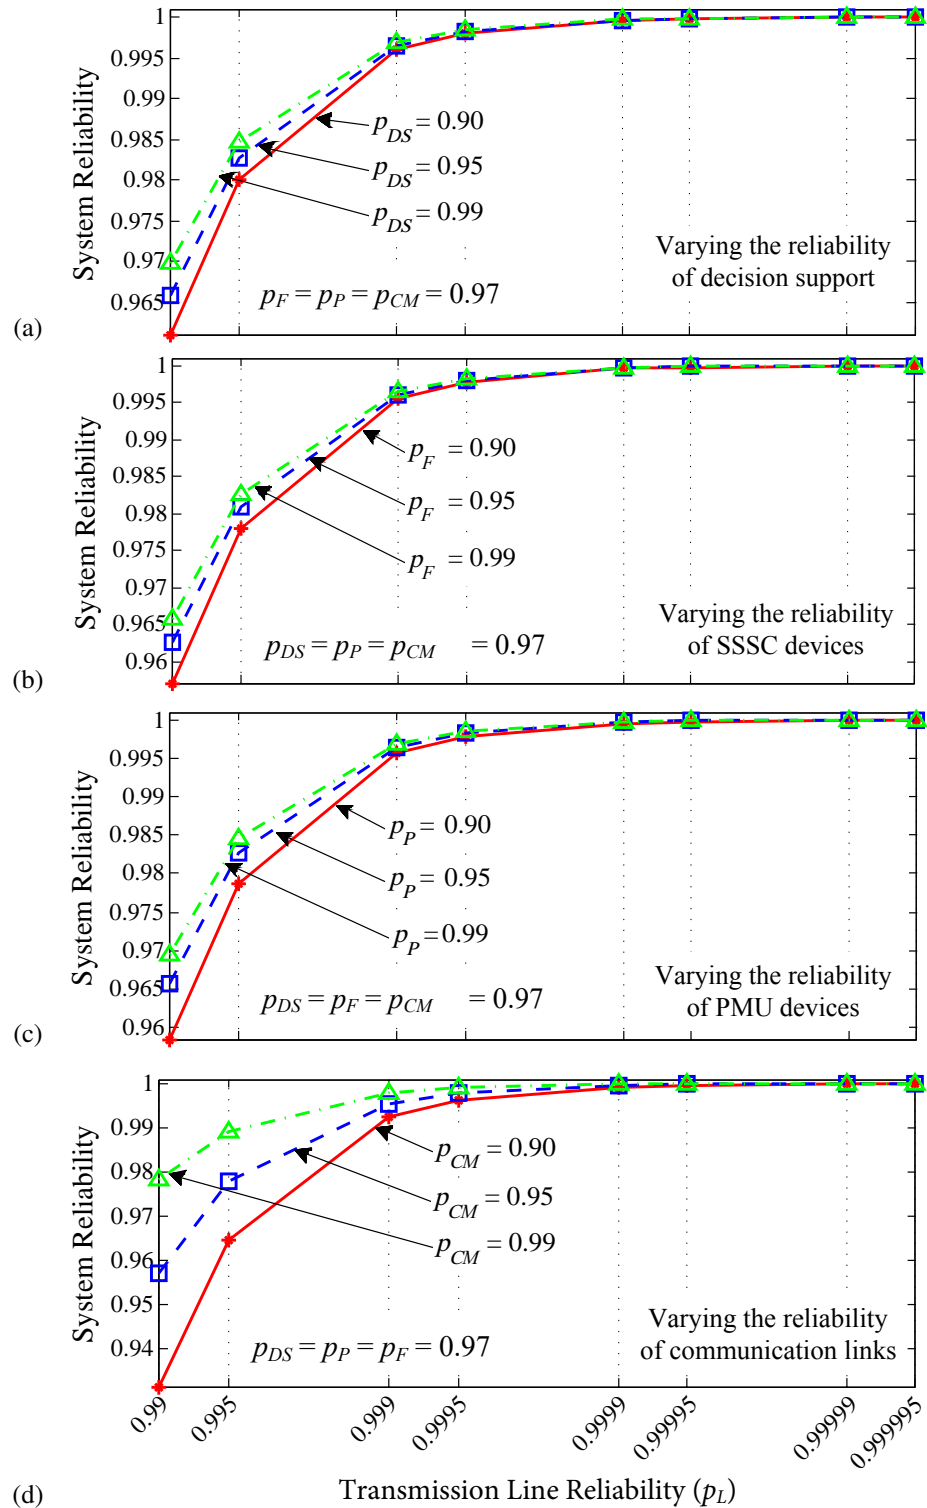 1
0.995
0.99
0.985
0.98
0.975
0.97
0.965
System Reliability
p_DS = 0.90
p_DS = 0.95
p_DS = 0.99
Varying the reliability
of decision support
p_F = p_P = p_CM = 0.97
(a)
1
0.995
0.99
0.985
0.98
0.975
0.97
0.965
0.96
System Reliability
p_F = 0.90
p_F = 0.95
p_F = 0.99
Varying the reliability
of SSSC devices
p_DS = p_P = p_CM = 0.97
(b)
1
0.995
0.99
0.985
0.98
0.975
0.97
0.965
0.96
System Reliability
p_P = 0.90
p_P = 0.95
p_P = 0.99
Varying the reliability
of PMU devices
p_DS = p_F = p_CM = 0.97
(c)
1
0.99
0.98
0.97
0.96
0.95
0.94
System Reliability
p_CM = 0.90
p_CM = 0.95
p_CM = 0.99
Varying the reliability
of communication links
p_DS = p_P = p_F = 0.97
0.99
0.995
0.999
0.9995
0.9999
0.99995
0.99999
0.999995
(d)
Transmission Line Reliability (p_L)